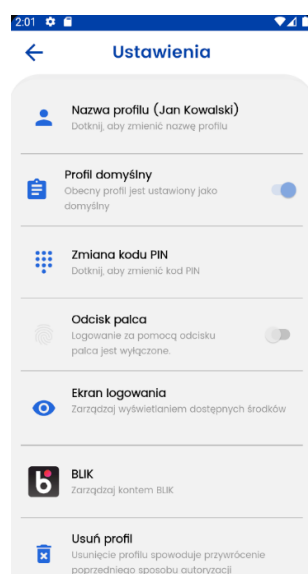 2:01
Ustawienia
Nazwa profilu (Jan Kowalski)
Dotknij, aby zmienić nazwę profilu
Profil domyślny
Obecny profil jest ustawiony jako
domyślny
Zmiana kodu PIN
Dotknij, aby zmienić kod PIN
Odcisk palca
Logowanie za pomocą odcisku
palca jest wyłączone.
Ekran logowania
Zarządzaj wyświetlaniem dostępnych środków
BLIK
Zarządzaj kontem BLIK
Usuń profil
Usunięcie profilu spowoduje przywrócenie
poprzedniego sposobu autoryzacji